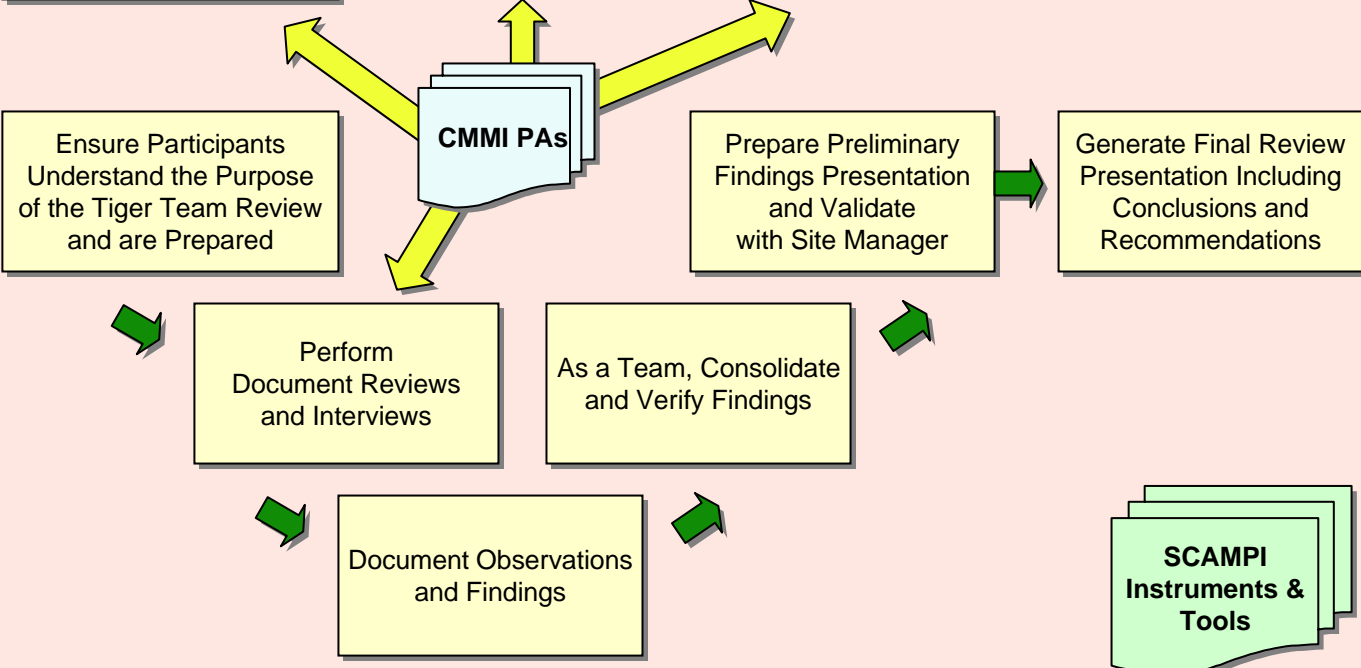 CMMI PAs
Ensure Participants
Understand the Purpose
of the Tiger Team Review
and are Prepared
Prepare Preliminary
Findings Presentation
and Validate
with Site Manager
Generate Final Review
Presentation Including
Conclusions and
Recommendations
Perform
Document Reviews
and Interviews
As a Team, Consolidate
and Verify Findings
Document Observations
and Findings
SCAMPI
Instruments &
Tools